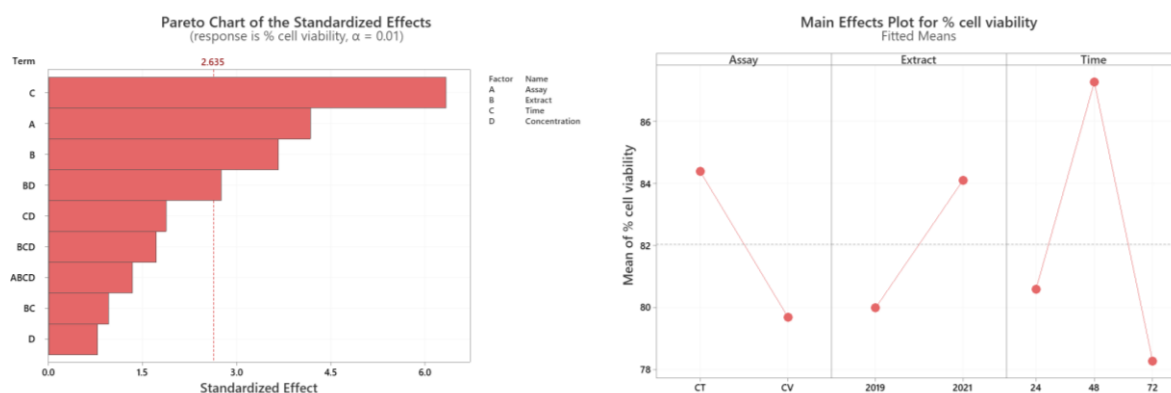 Pareto Chart of the Standardized Effects
(response is % cell viability, α = 0.01)
Term
2.635
C
A
B
BD
CD
BCD
ABCD
BC
D
0.0 1.5 3.0 4.5 6.0
Standardized Effect
Factor Name
A Assay
B Extract
C Time
D Concentration
Main Effects Plot for % cell viability
Fitted Means
Assay Extract Time
Mean of % cell viability
86
84
82
80
78
CT CV 2019 2021 24 48 72